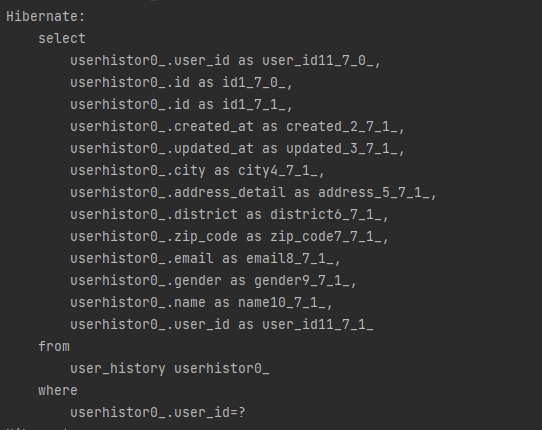 Hibernate:
    select
        userhistor0_.user_id as user_id11_7_0_,
        userhistor0_.id as id1_7_0_,
        userhistor0_.id as id1_7_1_,
        userhistor0_.created_at as created_2_7_1_,
        userhistor0_.updated_at as updated_3_7_1_,
        userhistor0_.city as city4_7_1_,
        userhistor0_.address_detail as address_5_7_1_,
        userhistor0_.district as district6_7_1_,
        userhistor0_.zip_code as zip_code7_7_1_,
        userhistor0_.email as email8_7_1_,
        userhistor0_.gender as gender9_7_1_,
        userhistor0_.name as name10_7_1_,
        userhistor0_.user_id as user_id11_7_1_
    from
        user_history userhistor0_
    where
        userhistor0_.user_id=?